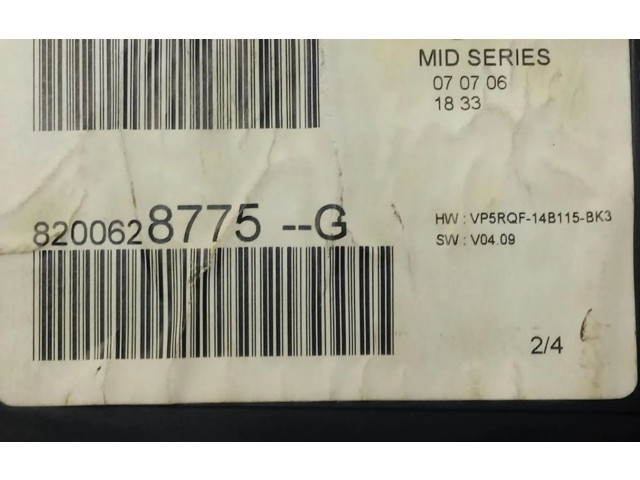 MID SERIES
07 07 06
18 33
8200628775 --G
HW : VP5RQF-14B115-BK3
SW : V04.09
2/4